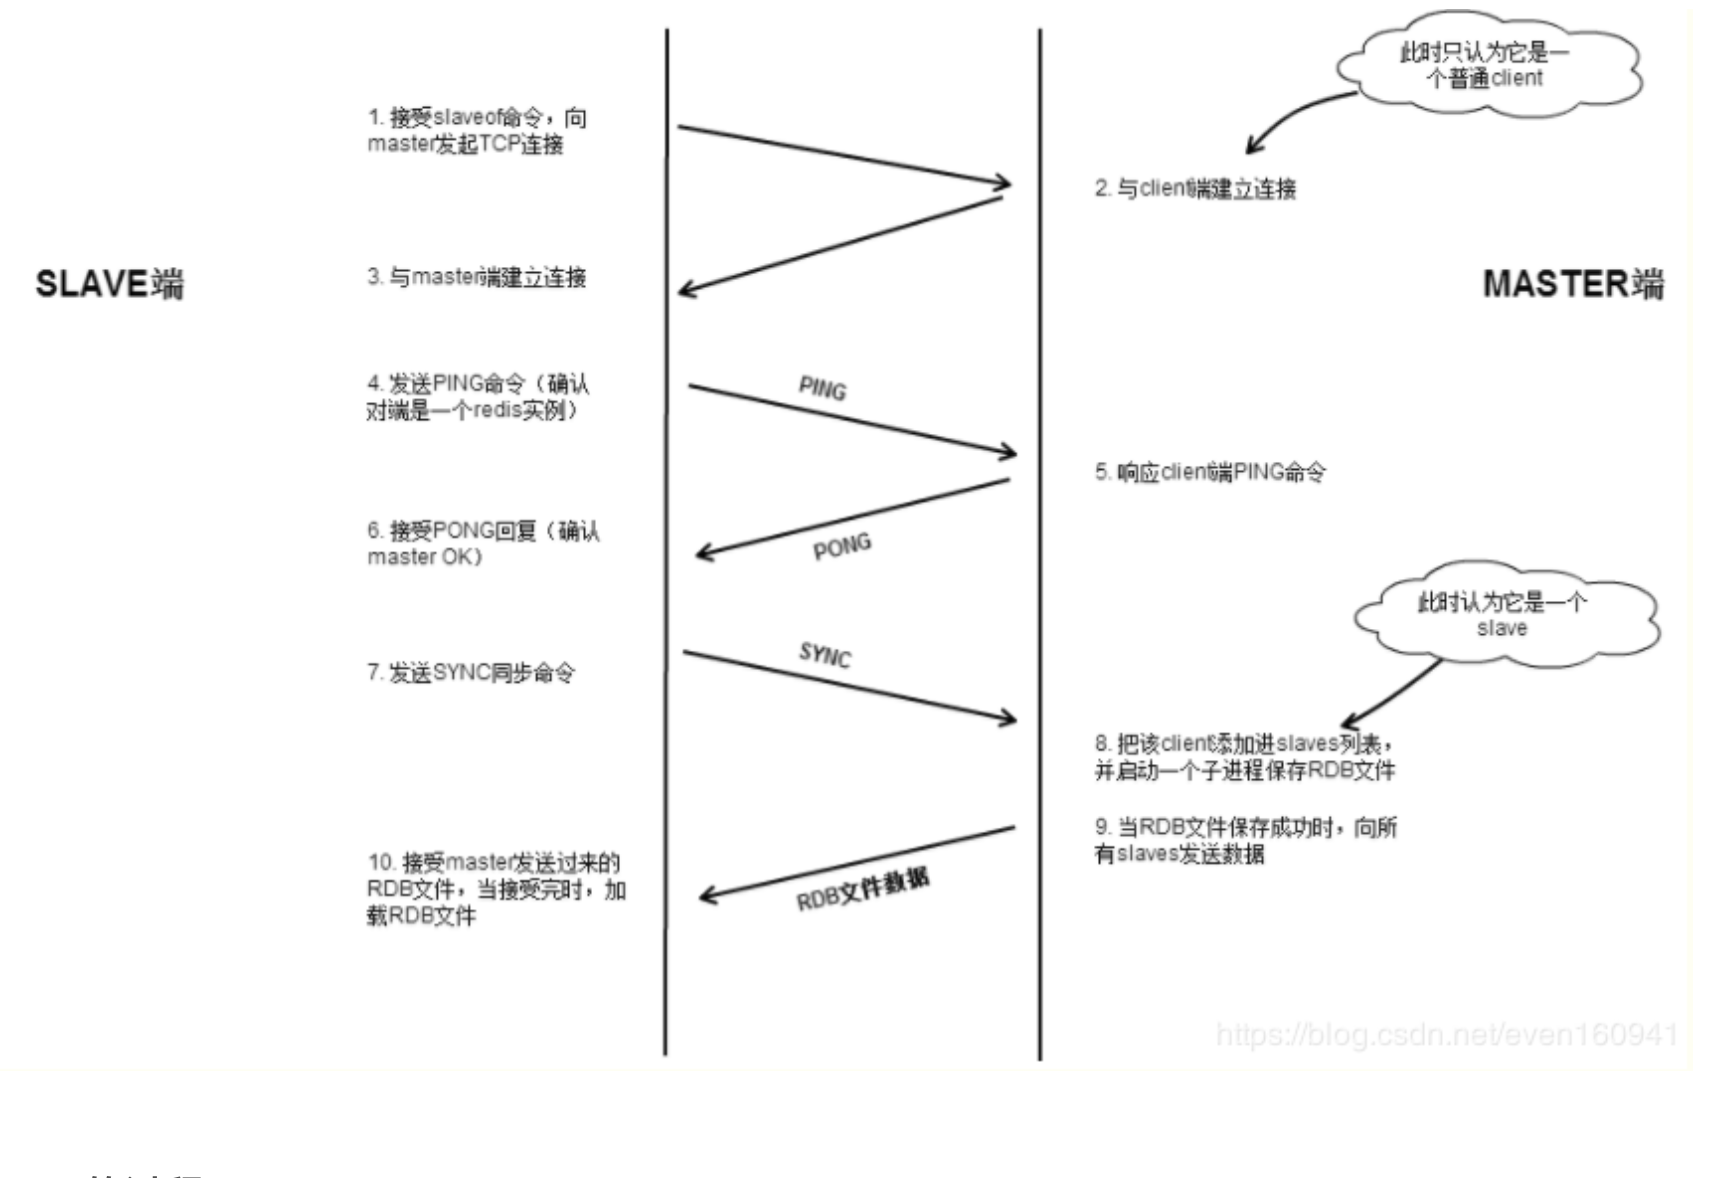 此时只认为它是一
个普通client
1. 接受slaveof命令，向
master发起TCP连接
2. 与client端建立连接
3. 与master端建立连接
SLAVE端
MASTER端
4. 发送PING命令（确认
对端是一个redis实例）
PING
5. 响应client端PING命令
6. 接受PONG回复（确认
master OK）
PONG
此时认为它是一个
slave
7. 发送SYNC同步命令
SYNC
8. 把该client添加进slaves列表，
并启动一个子进程保存RDB文件
9. 当RDB文件保存成功时，向所
有slaves发送数据
10. 接受master发送过来的
RDB文件，当接受完时，加
载RDB文件
RDB文件数据
https://blog.csdn.net/even160941